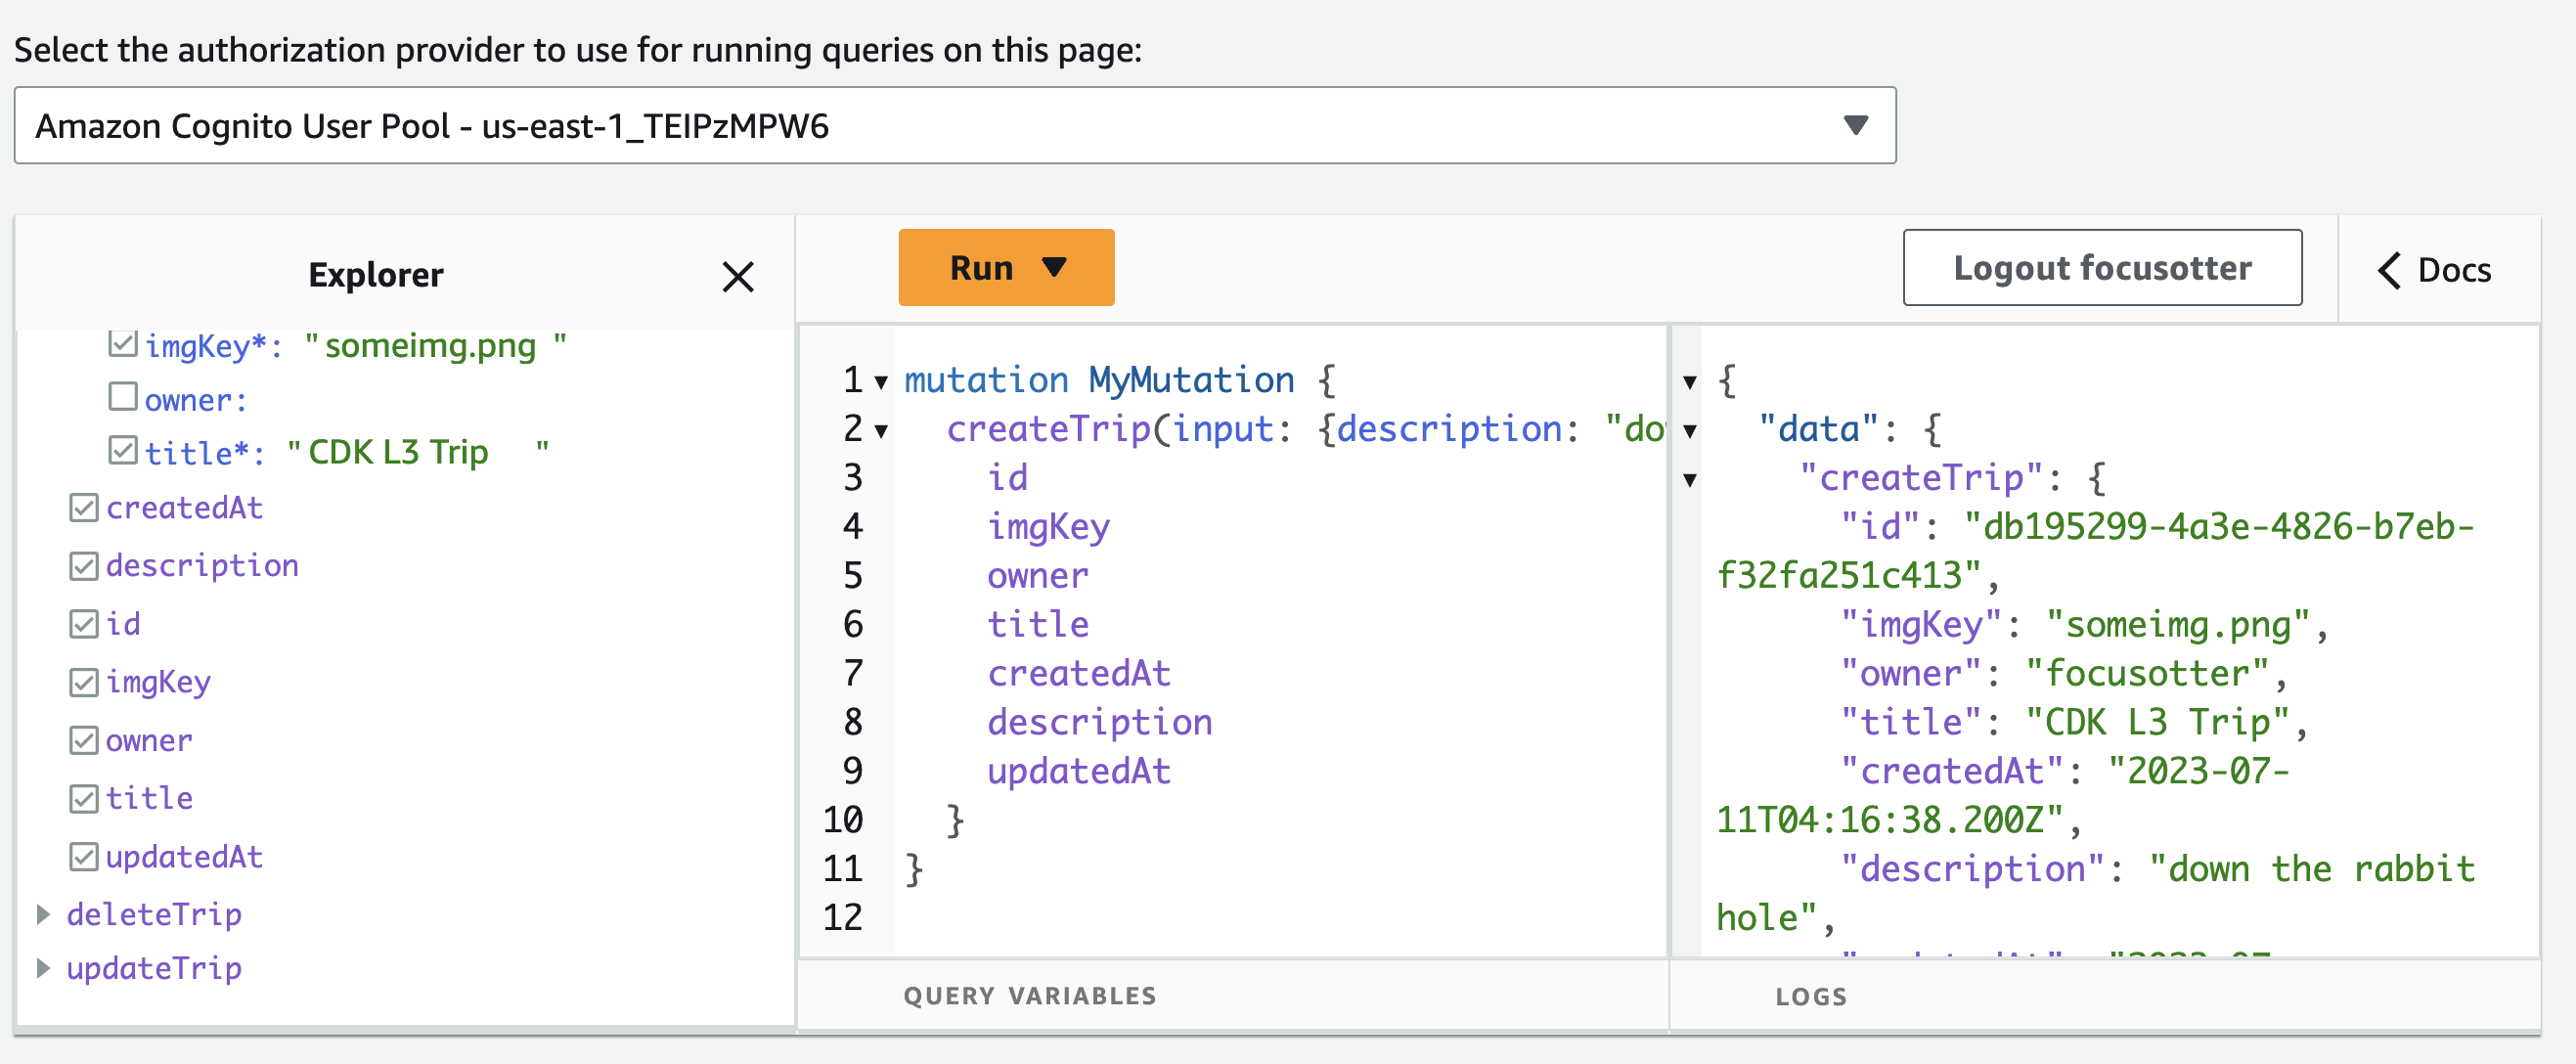 Select the authorization provider to use for running queries on this page:
Amazon Cognito User Pool - us-east-1_TEIPzMPW6
Explorer
imgKey*: "someimg.png "
owner:
title*: "CDK L3 Trip "
createdAt
description
id
imgKey
owner
title
updatedAt
deleteTrip
updateTrip
Run
Logout focusotter
Docs
1 mutation MyMutation {
2 createTrip(input: {description: "do
3 id
4 imgKey
5 owner
6 title
7 createdAt
8 description
9 updatedAt
10 }
11 }
12
QUERY VARIABLES
{
"data": {
"createTrip": {
"id": "db195299-4a3e-4826-b7eb-
f32fa251c413",
"imgKey": "someimg.png",
"owner": "focusotter",
"title": "CDK L3 Trip",
"createdAt": "2023-07-
11T04:16:38.200Z",
"description": "down the rabbit
hole",
LOGS